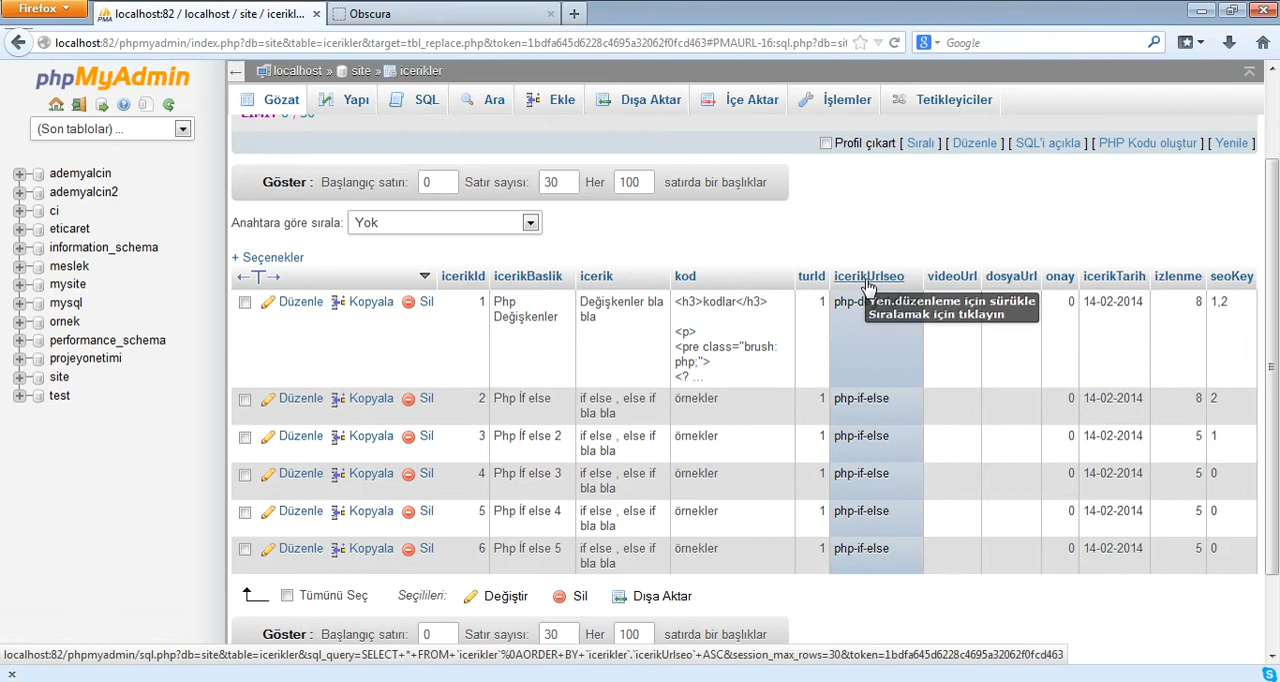 Firefox
localhost:82 / localhost / site / icerikl...
Obscura
localhost:82/phpmyadmin/index.php?db=site&table=icerikler&target=tbl_replace.php&token=1bdfa645d6228c4695a32062f0fcd463#PMAURL-16:sql.php?db=sit
Google
phpMyAdmin
(Son tablolar) ...
ademyalcin
ademyalcin2
ci
eticaret
information_schema
meslek
mysite
mysql
ornek
performance_schema
projeyonetimi
site
test
localhost » site » icerikler
Gözat Yapı SQL Ara Ekle Dışa Aktar İçe Aktar İşlemler Tetikleyiciler
LIMIT 0 / 30
Profil çıkart [ Sıralı ] [ Düzenle ] [ SQL'i açıkla ] [ PHP Kodu oluştur ] [ Yenile ]
Göster : Başlangıç satırı: 0 Satır sayısı: 30 Her 100 satırda bir başlıklar
Anahtara göre sırala: Yok
+ Seçenekler
←T→ icerikId icerikBaslik icerik kod turId icerikUrlseo videoUrl dosyaUrl onay icerikTarih izlenme seoKey
Düzenle Kopyala Sil 1 Php Değişkenler bla <h3>kodlar</h3> 1 php-d 0 14-02-2014 8 1,2
Yen.düzenleme için sürükle
Sıralamak için tıklayın
Değişkenler bla
<p>
<pre class="brush:
php;">
<? ...
Düzenle Kopyala Sil 2 Php İf else if else , else if örnekler 1 php-if-else 0 14-02-2014 8 2
bla bla
Düzenle Kopyala Sil 3 Php İf else 2 if else , else if örnekler 1 php-if-else 0 14-02-2014 5 1
bla bla
Düzenle Kopyala Sil 4 Php İf else 3 if else , else if örnekler 1 php-if-else 0 14-02-2014 5 0
bla bla
Düzenle Kopyala Sil 5 Php İf else 4 if else , else if örnekler 1 php-if-else 0 14-02-2014 5 0
bla bla
Düzenle Kopyala Sil 6 Php İf else 5 if else , else if örnekler 1 php-if-else 0 14-02-2014 5 0
bla bla
Tümünü Seç Seçilileri: Değiştir Sil Dışa Aktar
Göster : Başlangıç satırı: 0 Satır sayısı: 30 Her 100 satırda bir başlıklar
localhost:82/phpmyadmin/sql.php?db=site&table=icerikler&sql_query=SELECT+*+FROM+`icerikler`%0AORDER+BY+`icerikler`.`icerikUrlseo`+ASC&session_max_rows=30&token=1bdfa645d6228c4695a32062f0fcd463